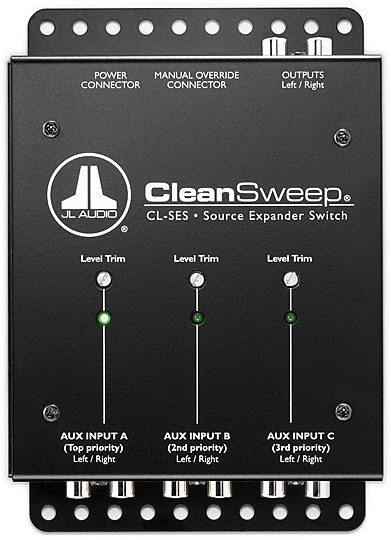 POWER CONNECTOR
MANUAL OVERRIDE CONNECTOR
OUTPUTS
Left / Right
JL AUDIO
®
CleanSweep®
CL-SES • Source Expander Switch
Level Trim
Level Trim
Level Trim
AUX INPUT A
(Top priority)
Left / Right
AUX INPUT B
(2nd priority)
Left / Right
AUX INPUT C
(3rd priority)
Left / Right